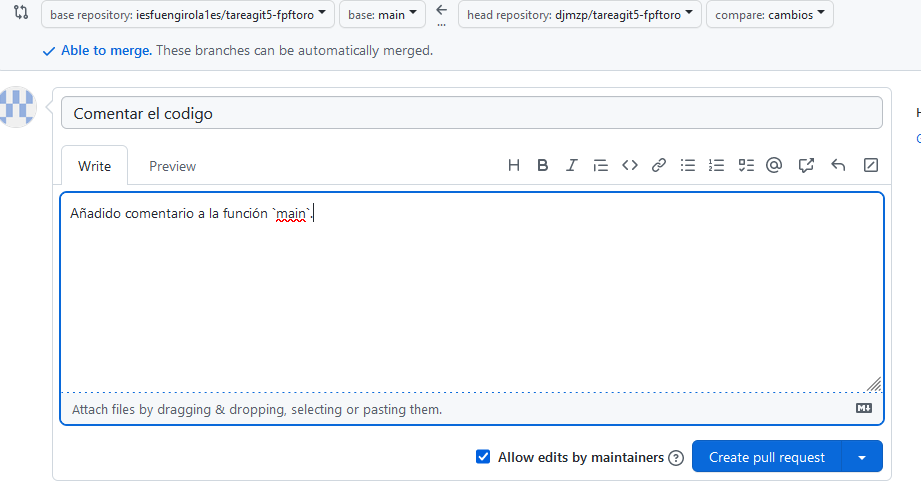 base repository: iesfuengirola1es/tareagit5-fpftoro base: main ← head repository: djmzp/tareagit5-fpftoro compare: cambios
...
Able to merge. These branches can be automatically merged.
Comentar el codigo
Write Preview
Añadido comentario a la función `main`.
Attach files by dragging & dropping, selecting or pasting them.
Allow edits by maintainers ? Create pull request